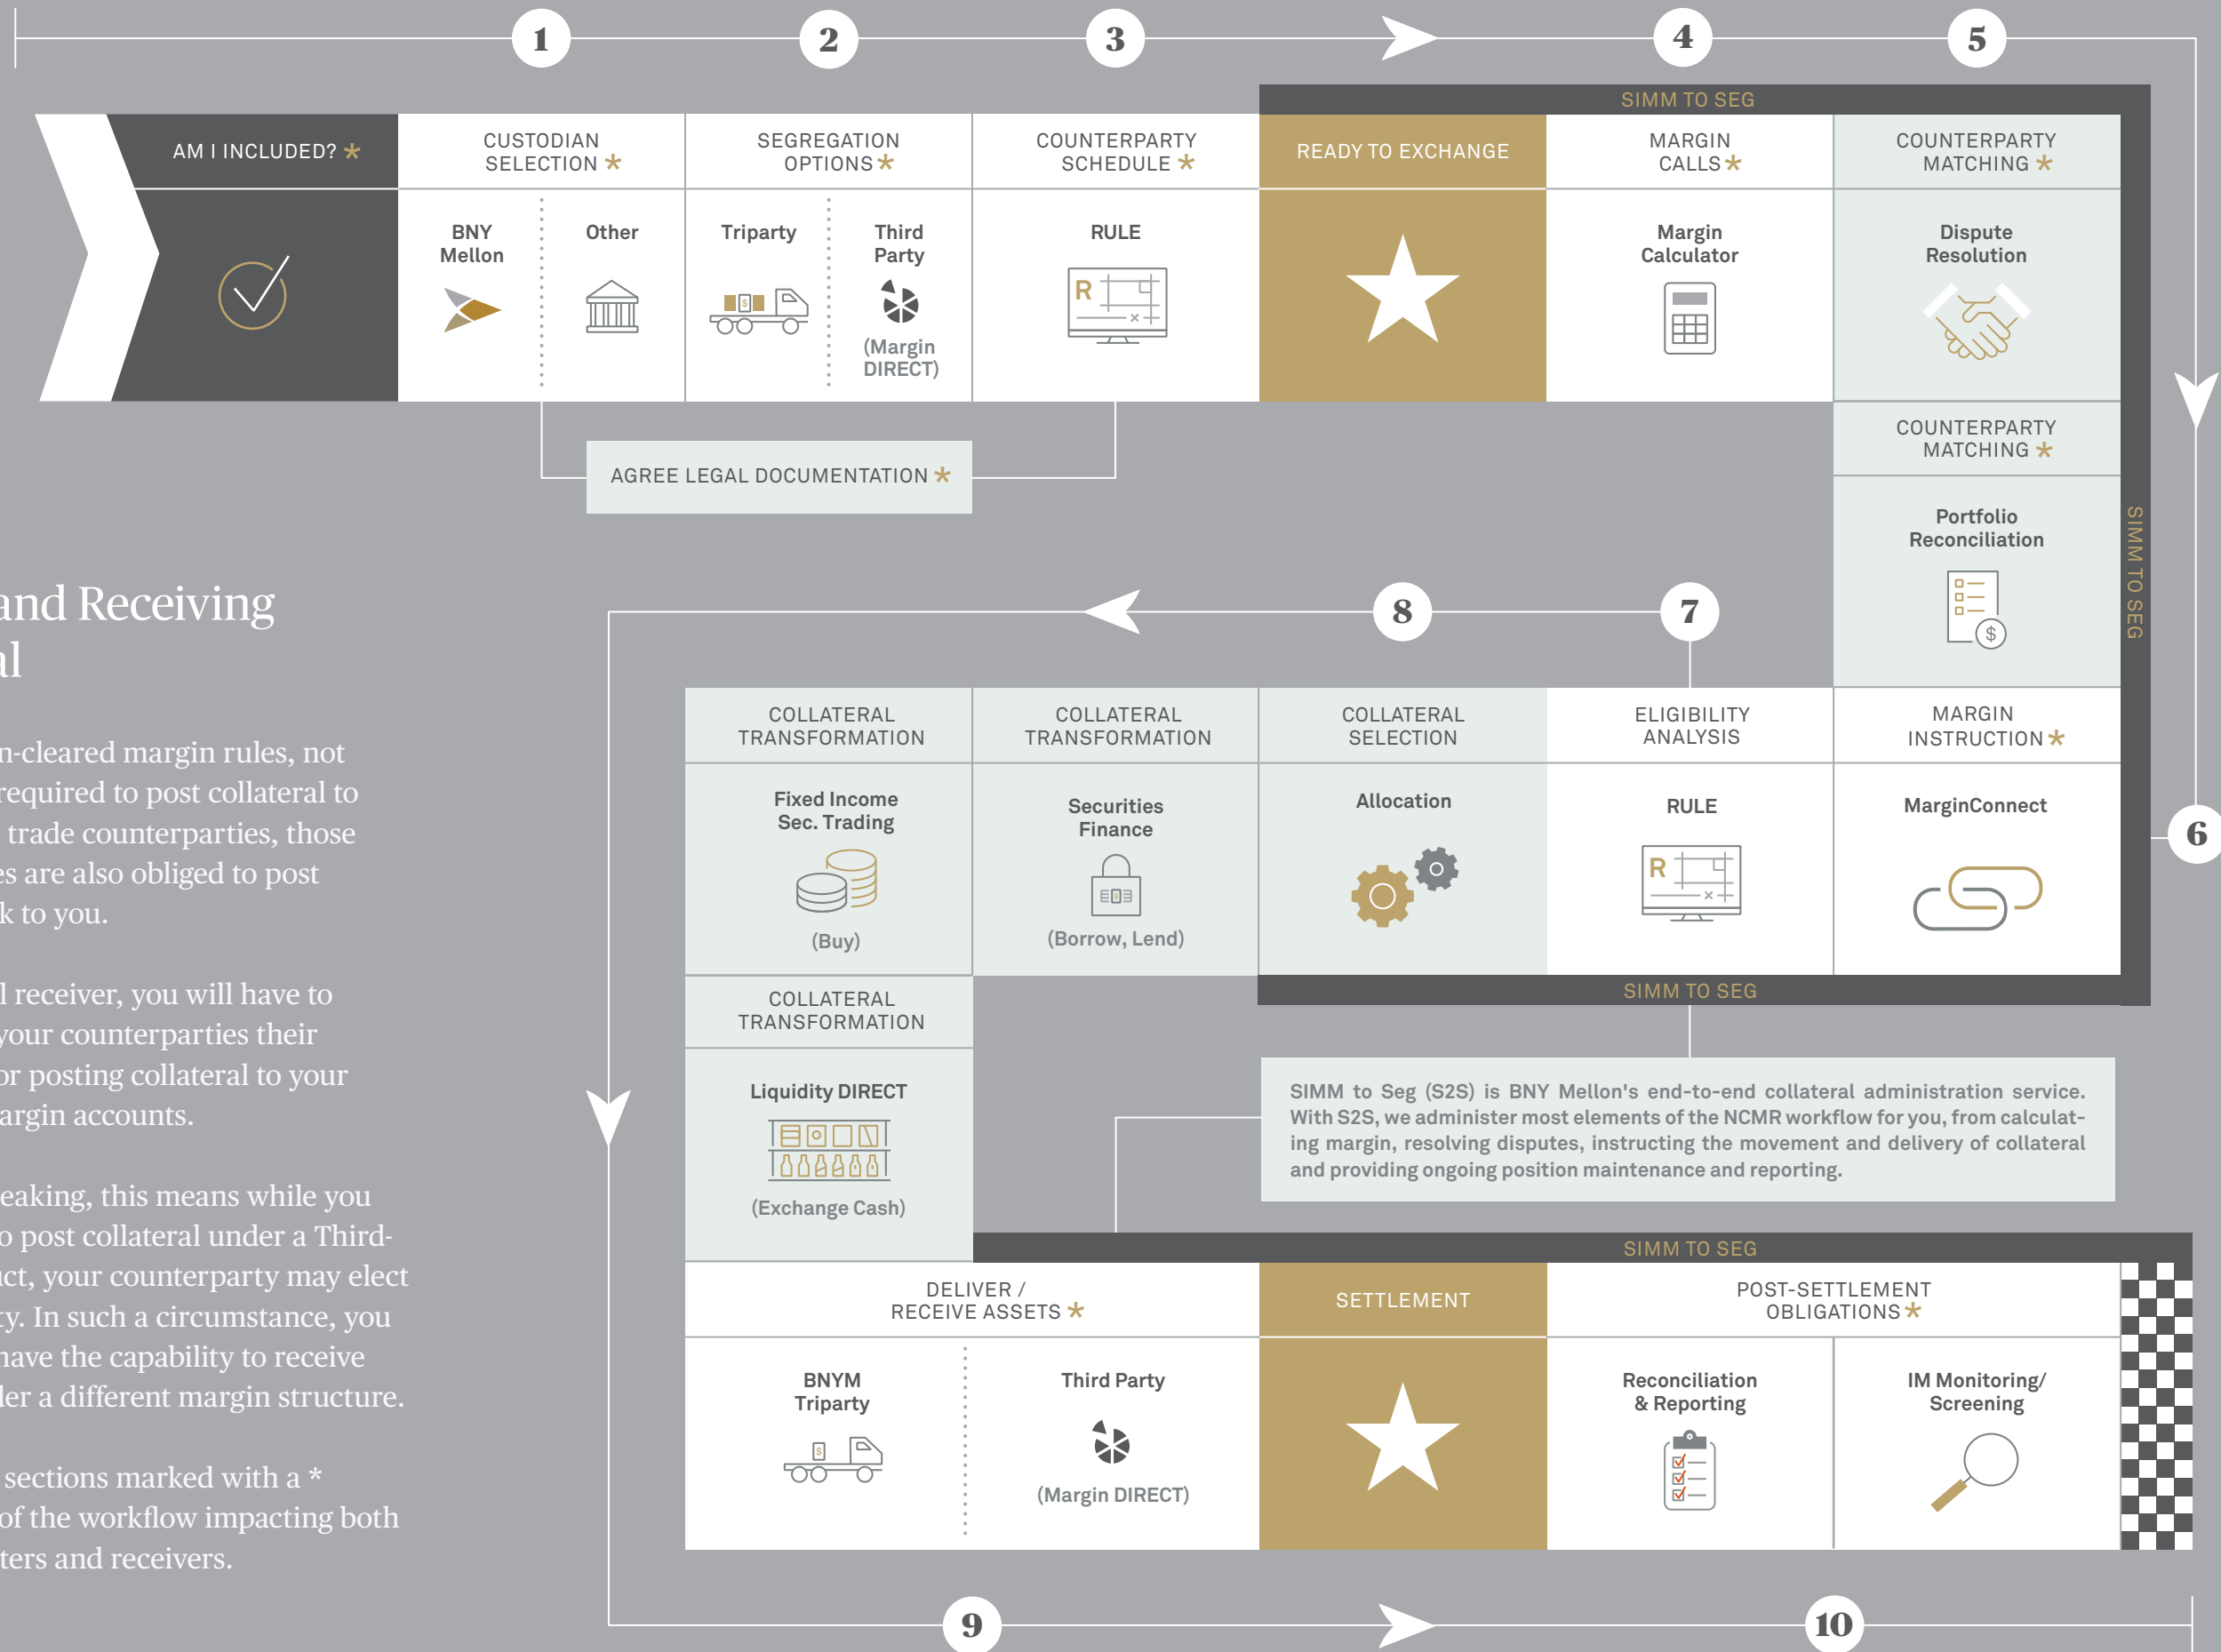 1
2
3
4
5
SIMM TO SEG
AM I INCLUDED? *
CUSTODIAN
SELECTION *
SEGREGATION
OPTIONS *
COUNTERPARTY
SCHEDULE *
READY TO EXCHANGE
MARGIN
CALLS *
COUNTERPARTY
MATCHING *
BNY
Mellon
Other
Triparty
Third
Party
(Margin
DIRECT)
RULE
R
Margin
Calculator
Dispute
Resolution
AGREE LEGAL DOCUMENTATION *
COUNTERPARTY
MATCHING *
Portfolio
Reconciliation
$
SIMM TO SEG
and Receiving
al
n-cleared margin rules, not
required to post collateral to
trade counterparties, those
es are also obliged to post
k to you.
l receiver, you will have to
your counterparties their
or posting collateral to your
argin accounts.
eaking, this means while you
o post collateral under a Third-
uct, your counterparty may elect
ty. In such a circumstance, you
have the capability to receive
der a different margin structure.
sections marked with a *
of the workflow impacting both
ters and receivers.
8
7
6
COLLATERAL
TRANSFORMATION
COLLATERAL
TRANSFORMATION
COLLATERAL
SELECTION
ELIGIBILITY
ANALYSIS
MARGIN
INSTRUCTION *
Fixed Income
Sec. Trading
(Buy)
Securities
Finance
(Borrow, Lend)
Allocation
RULE
R
MarginConnect
SIMM TO SEG
COLLATERAL
TRANSFORMATION
Liquidity DIRECT
(Exchange Cash)
SIMM to Seg (S2S) is BNY Mellon's end-to-end collateral administration service.
With S2S, we administer most elements of the NCMR workflow for you, from calculat-
ing margin, resolving disputes, instructing the movement and delivery of collateral
and providing ongoing position maintenance and reporting.
SIMM TO SEG
DELIVER /
RECEIVE ASSETS *
SETTLEMENT
POST-SETTLEMENT
OBLIGATIONS *
BNYM
Triparty
$
Third Party
(Margin DIRECT)
Reconciliation
& Reporting
IM Monitoring/
Screening
9
10